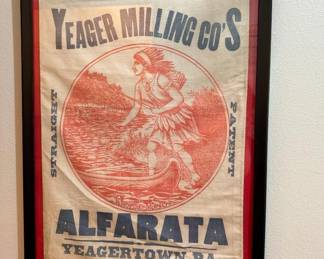 YEAGER MILLING CO'S
STRAIGHT
PATENT
ALFARATA
YEAGERTOWN PA